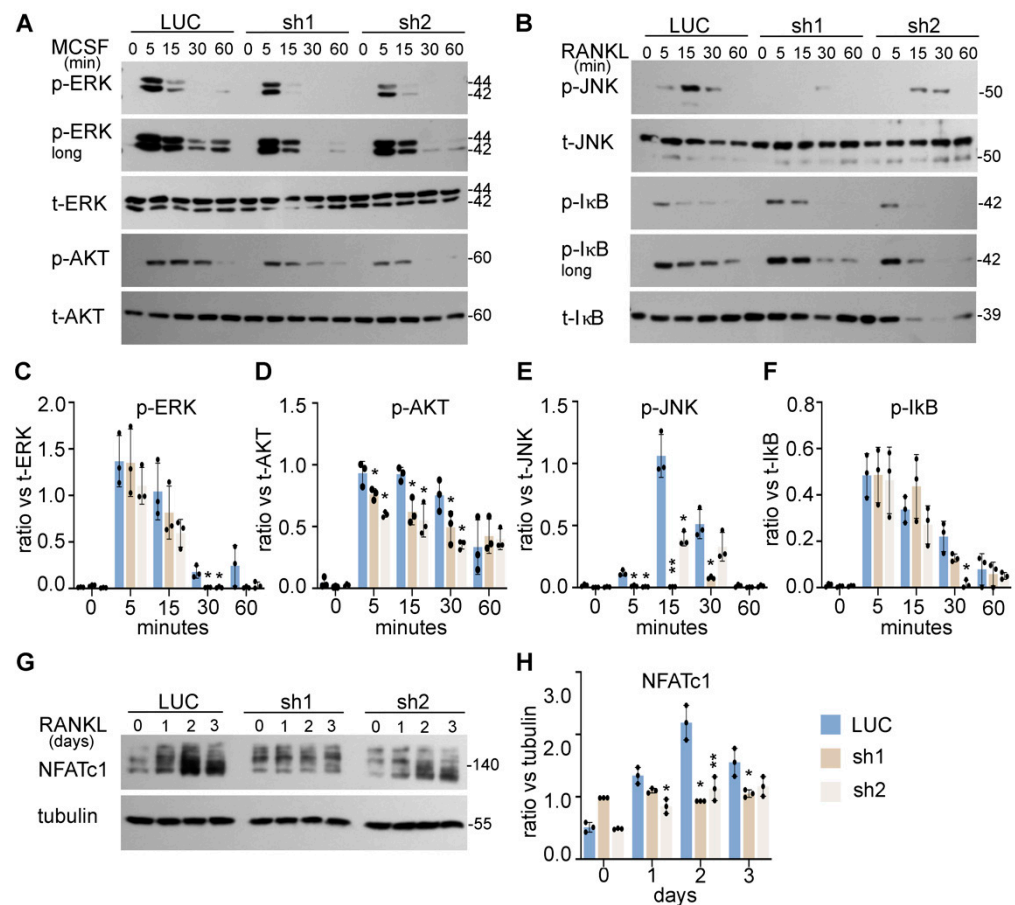 A
LUC sh1 sh2
MCSF (min) 0 5 15 30 60 0 5 15 30 60 0 5 15 30 60
p-ERK -44
-42
p-ERK long -44
-42
t-ERK -44
-42
p-AKT -60
t-AKT -60
B
LUC sh1 sh2
RANKL (min) 0 5 15 30 60 0 5 15 30 60 0 5 15 30 60
p-JNK -50
t-JNK -50
p-IκB -42
p-IκB long -42
t-IκB -39
C
p-ERK
ratio vs t-ERK
2.0
1.5
1.0
0.5
0.0
* *
0 5 15 30 60
minutes
D
p-AKT
ratio vs t-AKT
1.5
1.0
0.5
0.0
* * * * * *
0 5 15 30 60
minutes
E
p-JNK
ratio vs t-JNK
1.5
1.0
0.5
0.0
* * ** * *
0 5 15 30 60
minutes
F
p-IkB
ratio vs t-IkB
0.8
0.6
0.4
0.2
0.0
*
0 5 15 30 60
minutes
G
LUC sh1 sh2
RANKL (days) 0 1 2 3 0 1 2 3 0 1 2 3
NFATc1 -140
tubulin -55
H
NFATc1
ratio vs tubulin
3.0
2.0
1.0
0.0
* * ** *
0 1 2 3
days
LUC
sh1
sh2